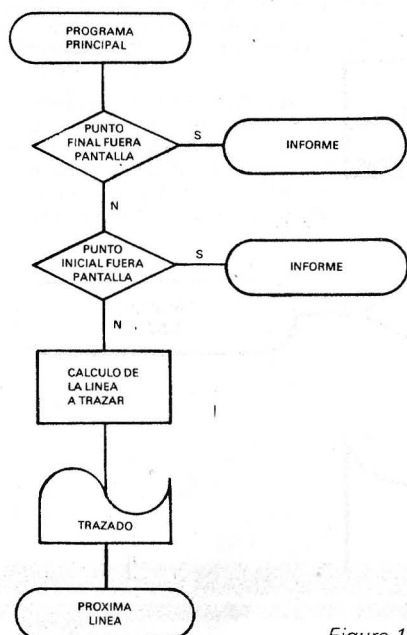 PROGRAMA
PRINCIPAL
PUNTO
FINAL FUERA
PANTALLA
S
INFORME
N
PUNTO
INICIAL FUERA
PANTALLA
S
INFORME
N
CALCULO DE
LA LINEA
A TRAZAR
TRAZADO
PROXIMA
LINEA
Figure 1